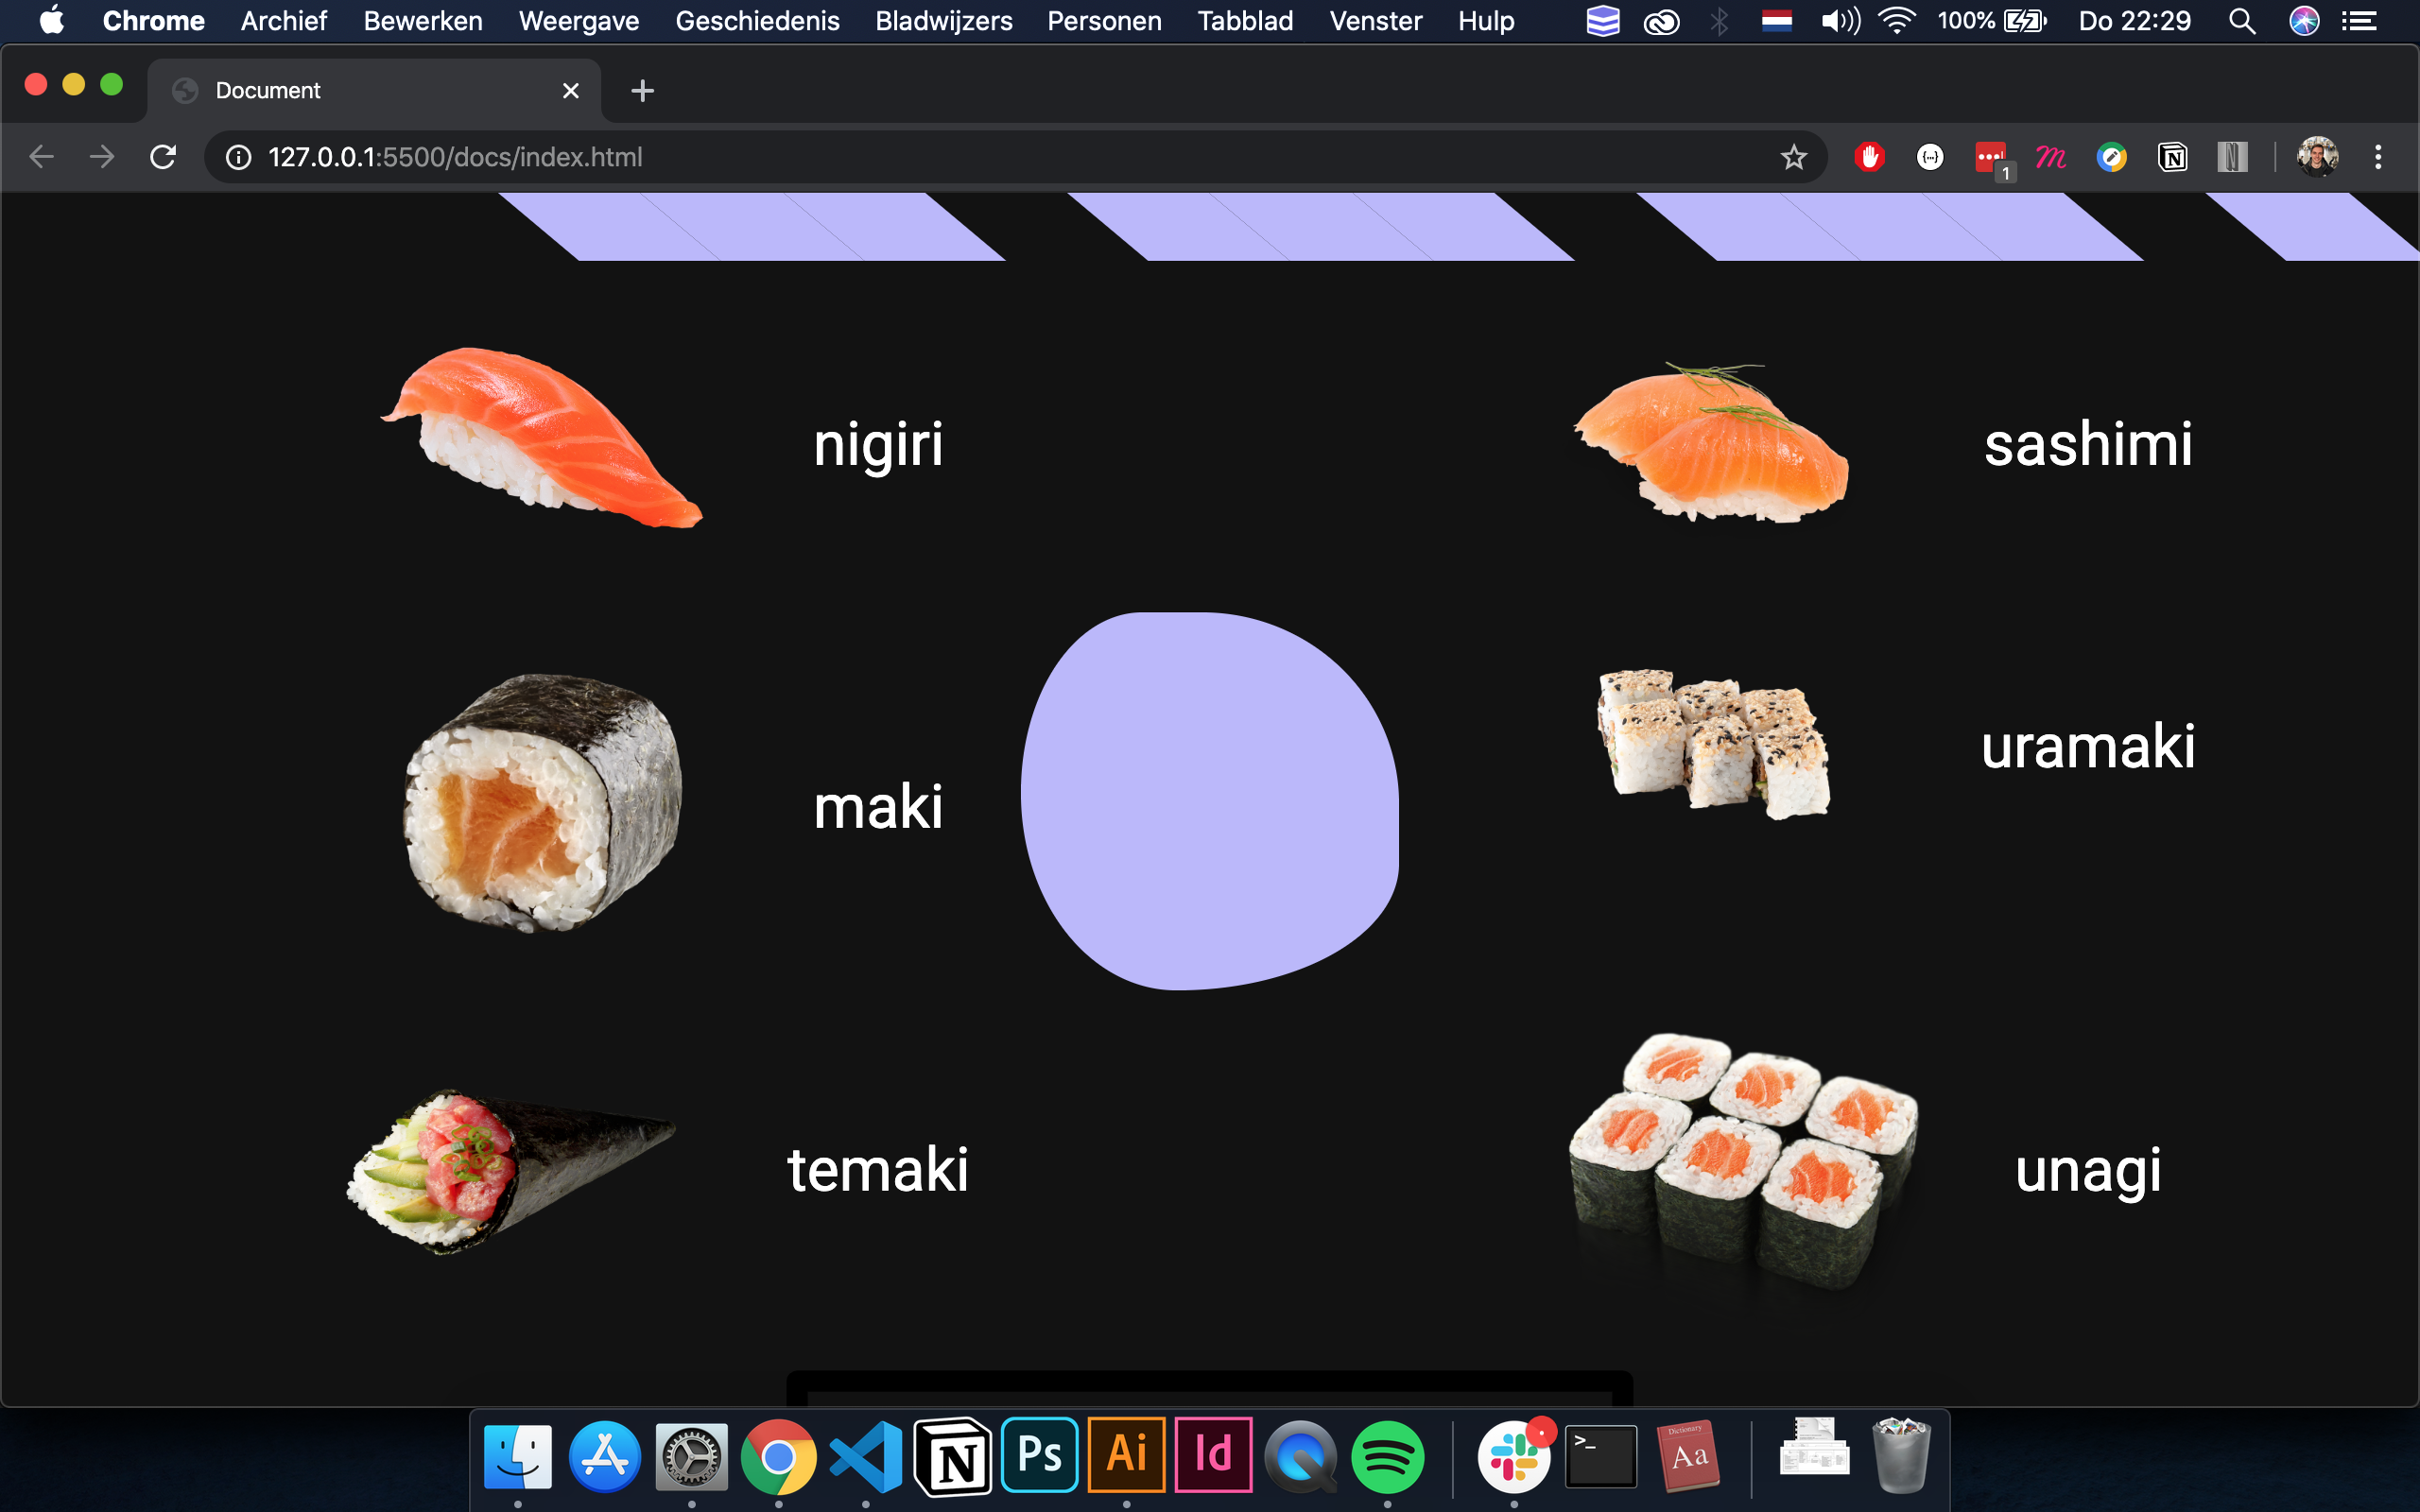 Chrome Archief Bewerken Weergave Geschiedenis Bladwijzers Personen Tabblad Venster Hulp 100% Do 22:29
Document
127.0.0.1:5500/docs/index.html
1
nigiri
sashimi
maki
uramaki
temaki
unagi
N
Ps
Ai
Id
>_
Dictionary
Aa